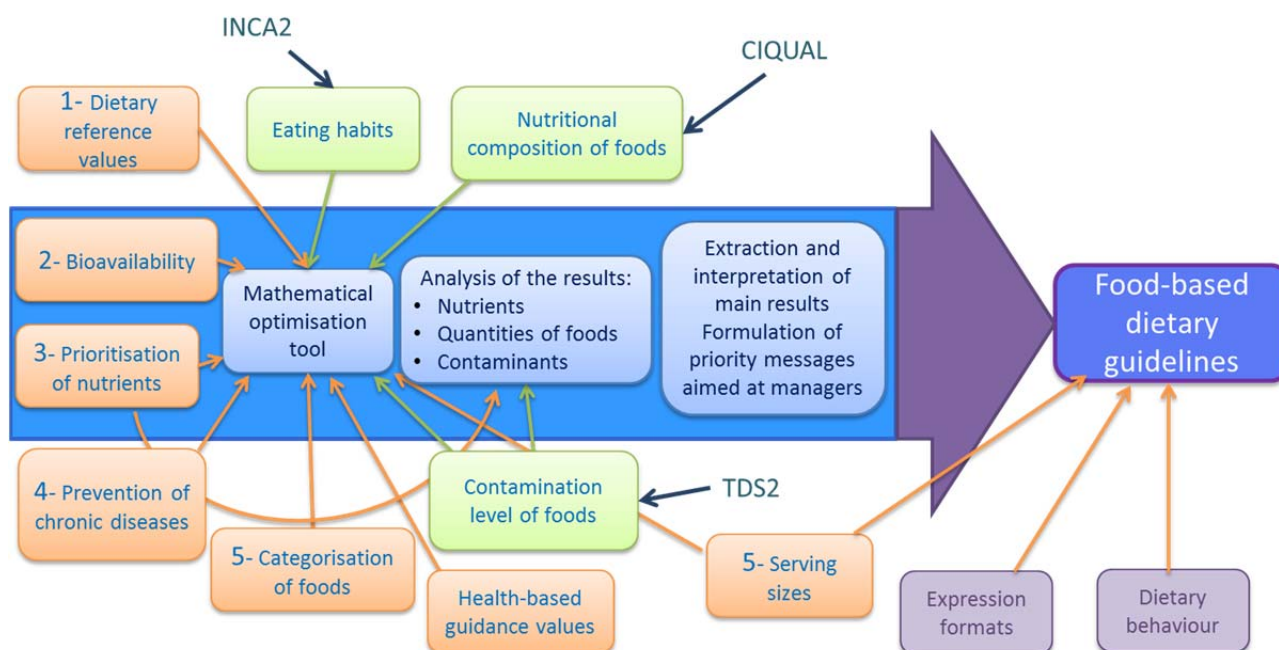 INCA2
CIQUAL
1- Dietary
reference
values
Eating habits
Nutritional
composition of foods
2- Bioavailability
Mathematical
optimisation
tool
Analysis of the results:
• Nutrients
• Quantities of foods
• Contaminants
Extraction and
interpretation of
main results
Formulation of
priority messages
aimed at managers
Food-based
dietary
guidelines
3- Prioritisation
of nutrients
4- Prevention of
chronic diseases
5- Categorisation
of foods
Contamination
level of foods
TDS2
Health-based
guidance values
5- Serving
sizes
Expression
formats
Dietary
behaviour